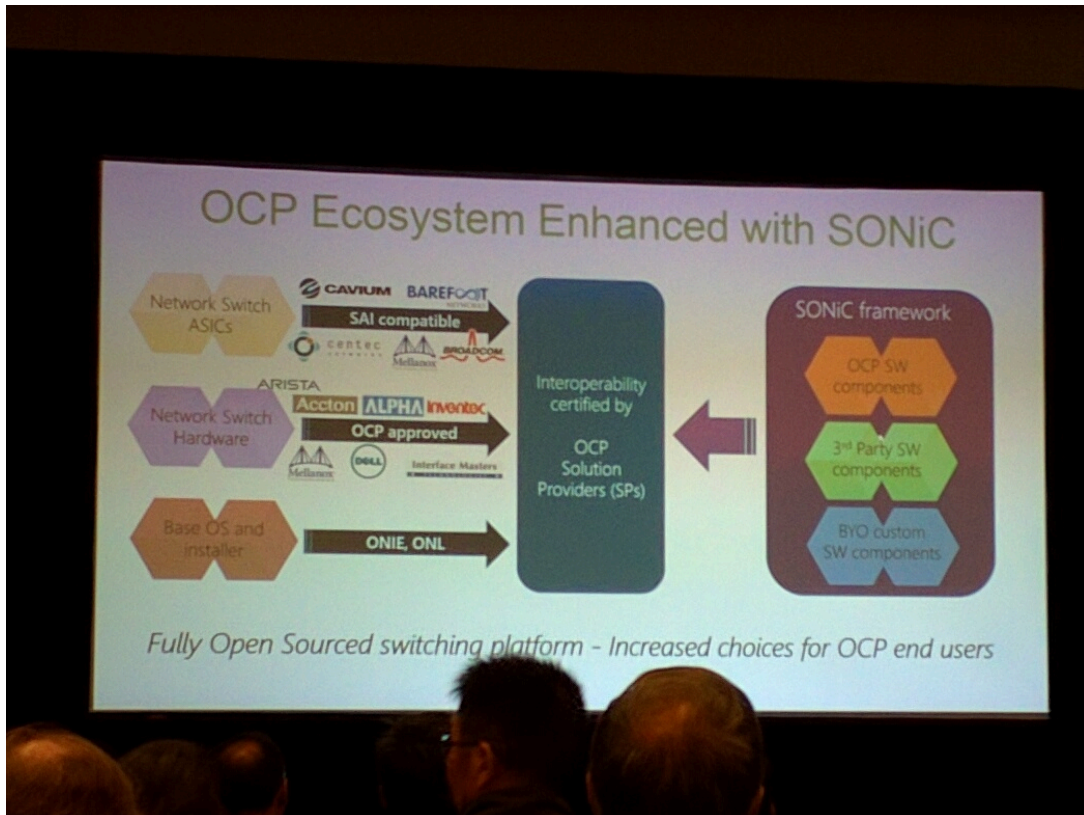 OCP Ecosystem Enhanced with SONiC
Network Switch
ASICs
CAVIUM
BAREFOOT
NETWORKS
SAI compatible
centec
NETWORKS
Mellanox
BROADCOM
Network Switch
Hardware
ARISTA
Accton
ALPHA
Inventec
OCP approved
Mellanox
DELL
Interface Masters
TECHNOLOGIES
Base OS and
installer
ONIE, ONL
Interoperability
certified by
OCP
Solution
Providers (SPs)
SONiC framework
OCP SW
components
3rd Party SW
components
BYO custom
SW components
Fully Open Sourced switching platform - Increased choices for OCP end users